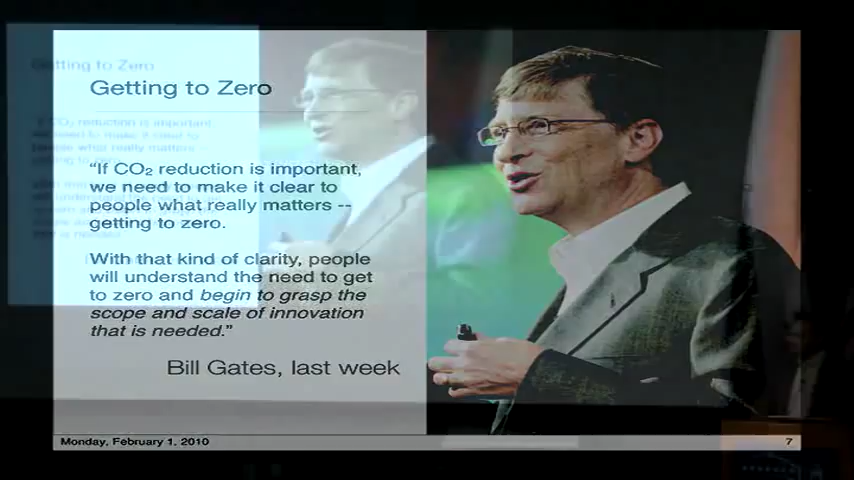 Getting to Zero
"If CO₂ reduction is important,
we need to make it clear to
people what really matters --
getting to zero.
With that kind of clarity, people
will understand the need to get
to zero and begin to grasp the
scope and scale of innovation
that is needed."
Bill Gates, last week
Monday, February 1, 2010
7